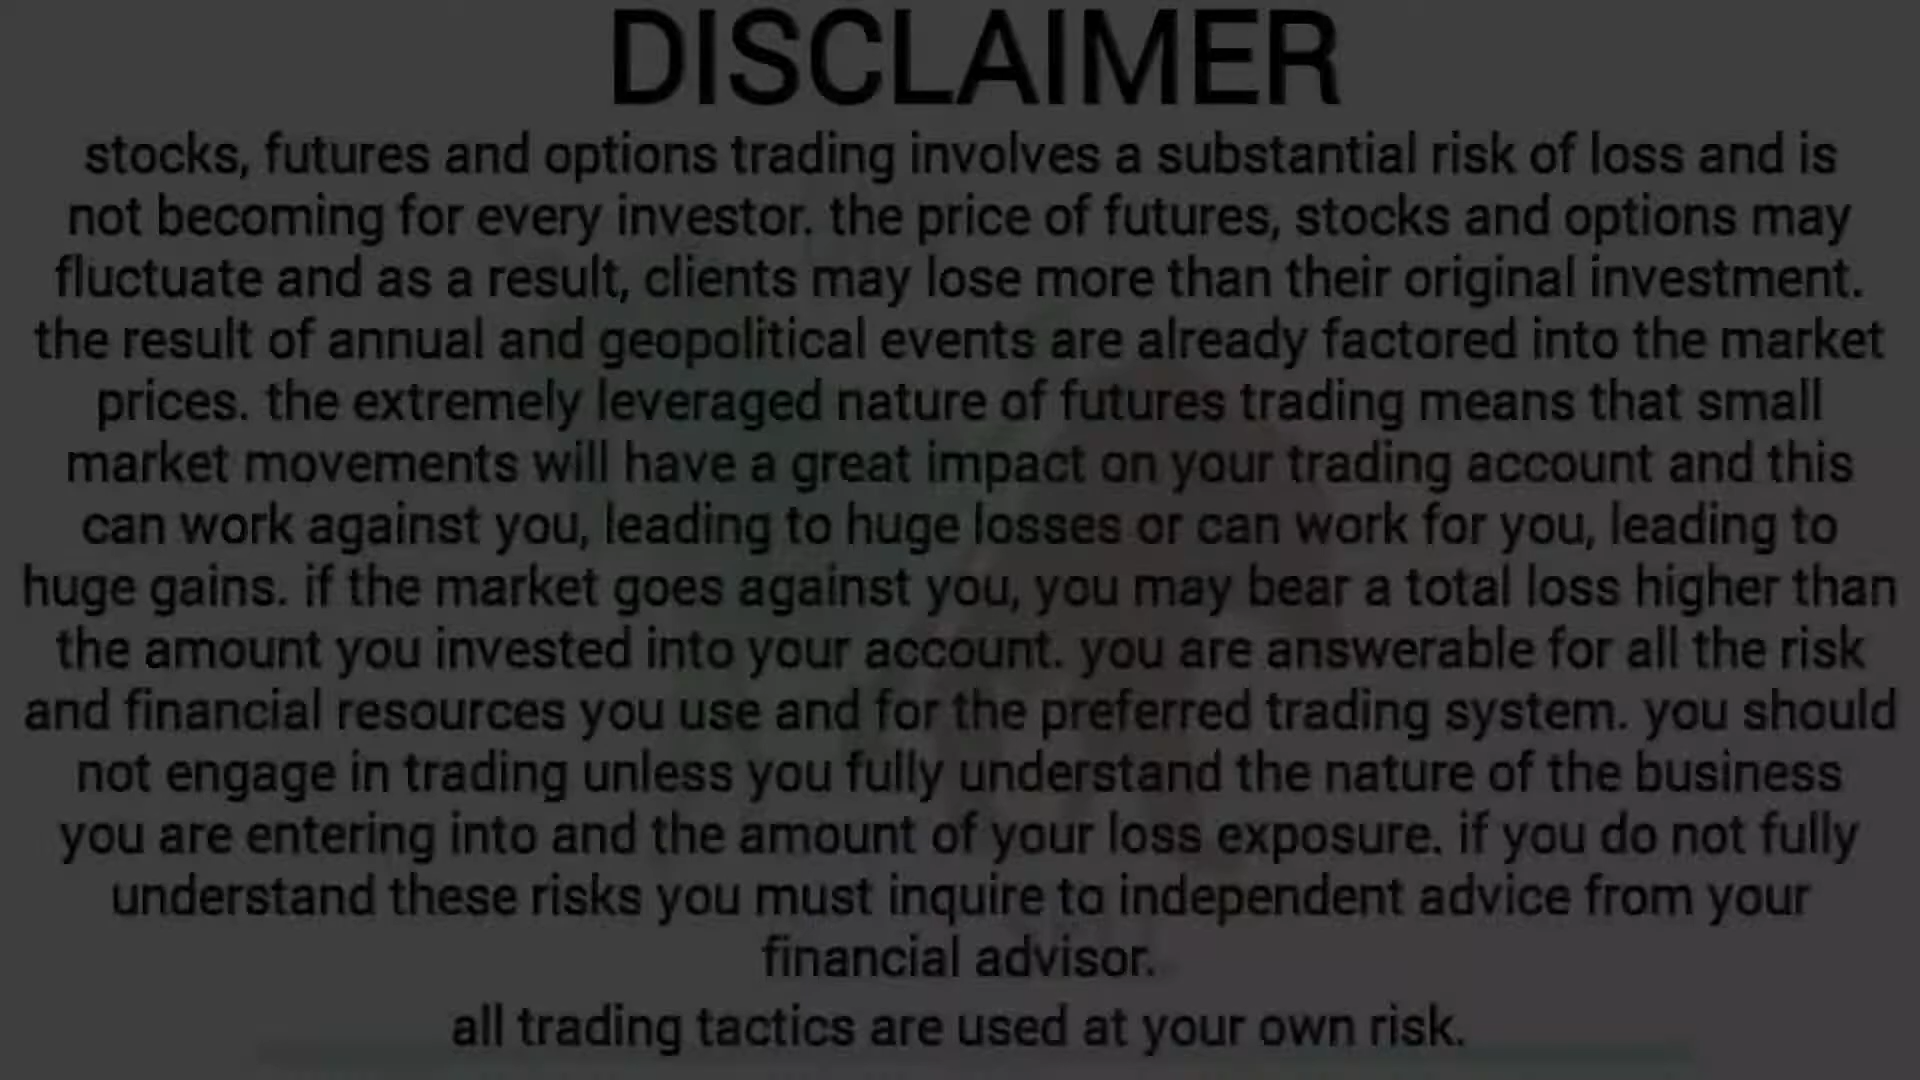 DISCLAIMER
stocks, futures and options trading involves a substantial risk of loss and is
not becoming for every investor. the price of futures, stocks and options may
fluctuate and as a result, clients may lose more than their original investment.
the result of annual and geopolitical events are already factored into the market
prices. the extremely leveraged nature of futures trading means that small
market movements will have a great impact on your trading account and this
can work against you, leading to huge losses or can work for you, leading to
huge gains. if the market goes against you, you may bear a total loss higher than
the amount you invested into your account. you are answerable for all the risk
and financial resources you use and for the preferred trading system. you should
not engage in trading unless you fully understand the nature of the business
you are entering into and the amount of your loss exposure. if you do not fully
understand these risks you must inquire to independent advice from your
financial advisor.
all trading tactics are used at your own risk.